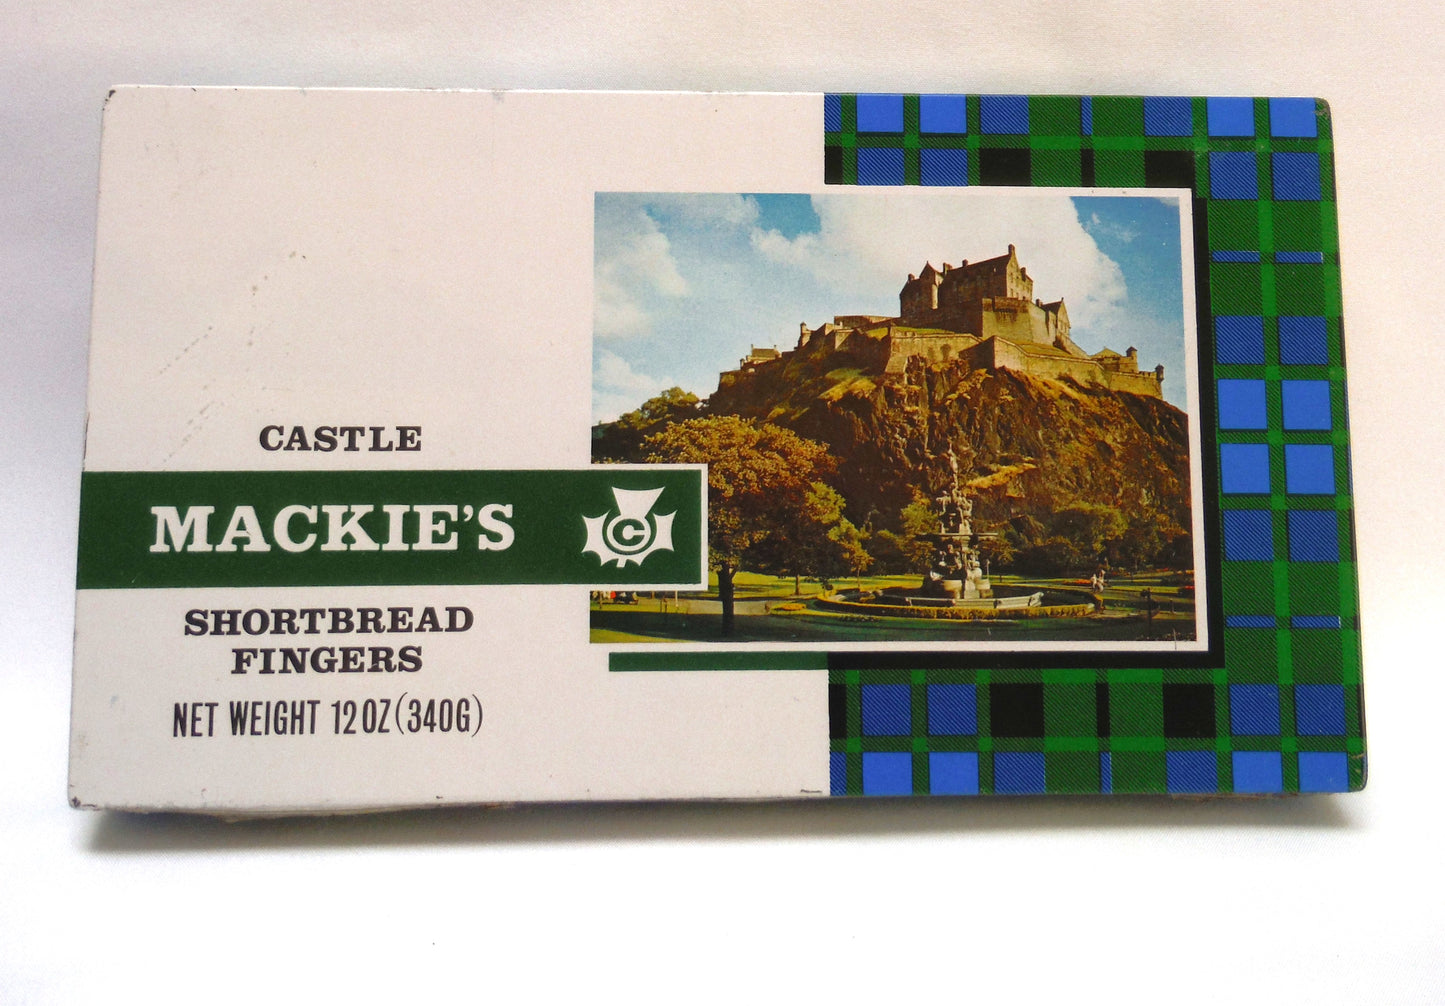 CASTLE
MACKIE'S
C
SHORTBREAD
FINGERS
NET WEIGHT 12 OZ (340G)